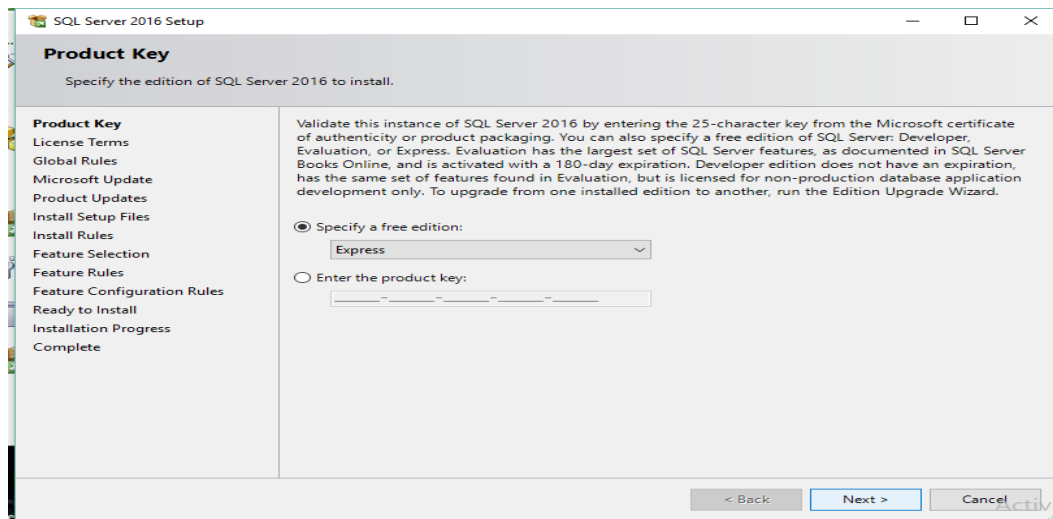 SQL Server 2016 Setup
Product Key
Specify the edition of SQL Server 2016 to install.
Product Key
License Terms
Global Rules
Microsoft Update
Product Updates
Install Setup Files
Install Rules
Feature Selection
Feature Rules
Feature Configuration Rules
Ready to Install
Installation Progress
Complete
Validate this instance of SQL Server 2016 by entering the 25-character key from the Microsoft certificate
of authenticity or product packaging. You can also specify a free edition of SQL Server: Developer,
Evaluation, or Express. Evaluation has the largest set of SQL Server features, as documented in SQL Server
Books Online, and is activated with a 180-day expiration. Developer edition does not have an expiration,
has the same set of features found in Evaluation, but is licensed for non-production database application
development only. To upgrade from one installed edition to another, run the Edition Upgrade Wizard.
Specify a free edition:
Express
Enter the product key:
_____-_____-_____-_____-_____
< Back
Next >
Cancel
Activ